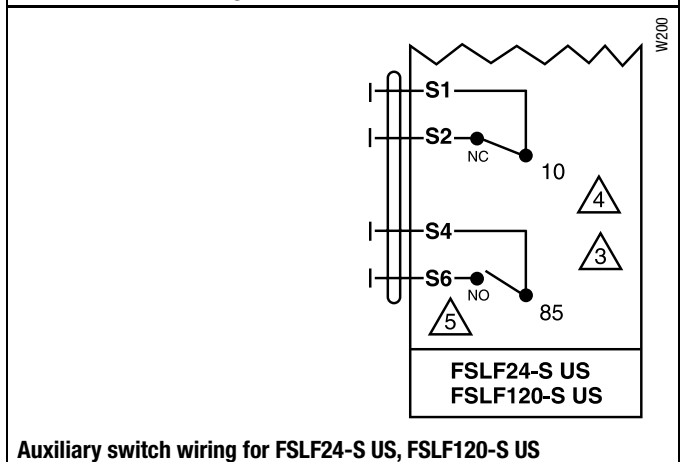 W200
S1
S2
NC
10
4
S4
3
S6
NO
5
85
FSLF24-S US
FSLF120-S US
Auxiliary switch wiring for FSLF24-S US, FSLF120-S US